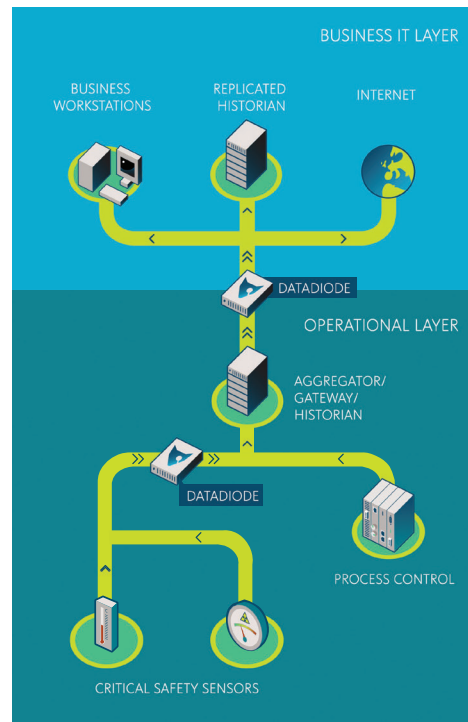 BUSINESS IT LAYER
BUSINESS
WORKSTATIONS
REPLICATED
HISTORIAN
INTERNET
DATADIODE
OPERATIONAL LAYER
AGGREGATOR/
GATEWAY/
HISTORIAN
DATADIODE
PROCESS CONTROL
CRITICAL SAFETY SENSORS